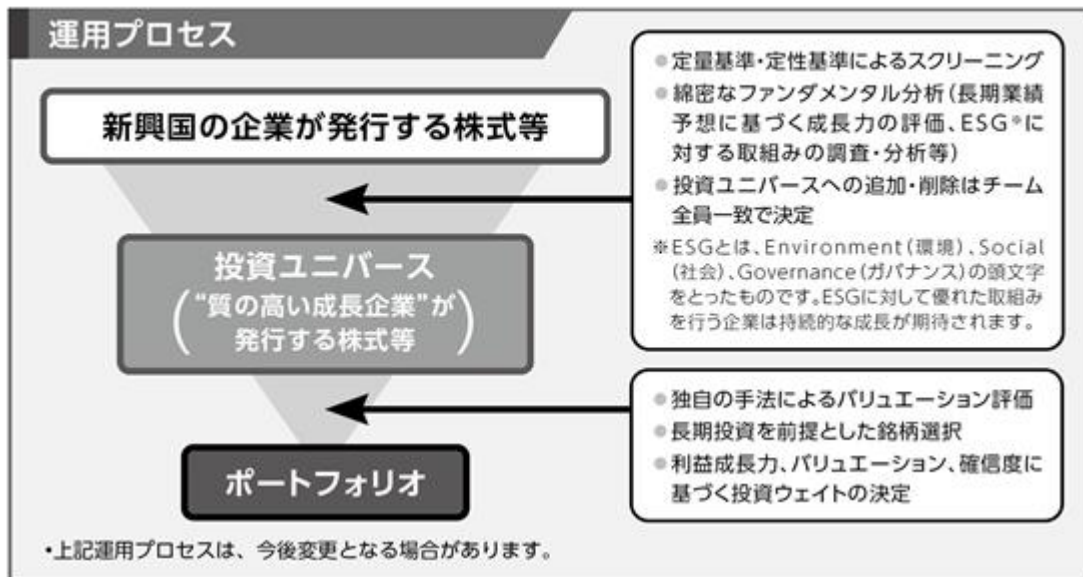 運用プロセス
新興国の企業が発行する株式等
●定量基準・定性基準によるスクリーニング
●綿密なファンダメンタル分析(長期業績
予想に基づく成長力の評価、ESG※に
対する取組みの調査・分析等)
●投資ユニバースへの追加・削除はチーム
全員一致で決定
※ESGとは、Environment(環境)、Social
(社会)、Governance(ガバナンス)の頭文字
をとったものです。ESGに対して優れた取組み
を行う企業は持続的な成長が期待されます。
投資ユニバース
(“質の高い成長企業”が
発行する株式等)
●独自の手法によるバリュエーション評価
●長期投資を前提とした銘柄選択
●利益成長力、バリュエーション、確信度に
基づく投資ウェイトの決定
ポートフォリオ
・上記運用プロセスは、今後変更となる場合があります。